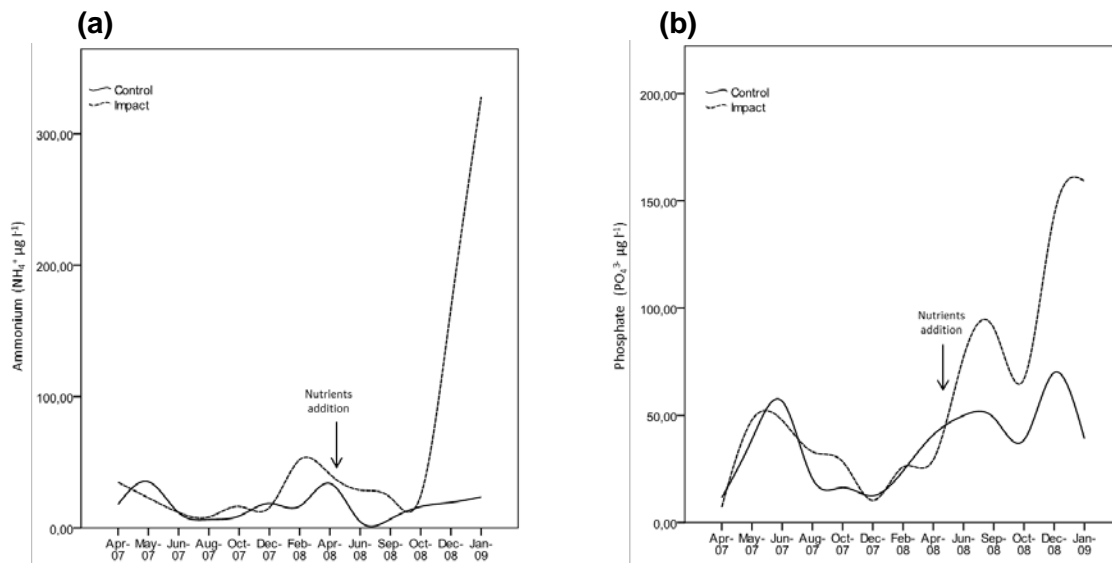 (a)
Control
Impact
300,00
200,00
100,00
0,00
Ammonium (NH₄⁺ µg l⁻¹)
Nutrients
addition
Apr-
07
May-
07
Jun-
07
Aug-
07
Oct-
07
Dec-
07
Feb-
08
Apr-
08
Jun-
08
Sep-
08
Oct-
08
Dec-
08
Jan-
09
(b)
Control
Impact
200,00
150,00
100,00
50,00
0,00
Phosphate (PO₄³⁻ µg l⁻¹)
Nutrients
addition
Apr-
07
May-
07
Jun-
07
Aug-
07
Oct-
07
Dec-
07
Feb-
08
Apr-
08
Jun-
08
Sep-
08
Oct-
08
Dec-
08
Jan-
09